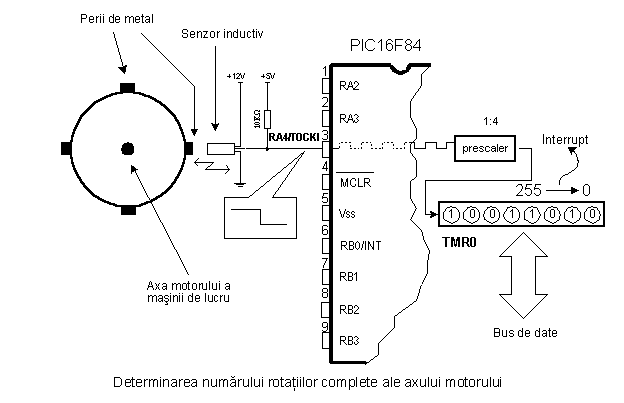 Perii de metal
Senzor inductiv
PIC16F84
+12V
+5V
10KΩ
RA4/TOCKI
1
RA2
2
RA3
3
4
MCLR
5
Vss
6
RB0/INT
7
RB1
8
RB2
9
RB3
1:4
prescaler
Interrupt
255 0
1 0 0 1 1 0 1 0
TMR0
Bus de date
Axa motorului a
maşinii de lucru
Determinarea numărului rotaţiilor complete ale axului motorului